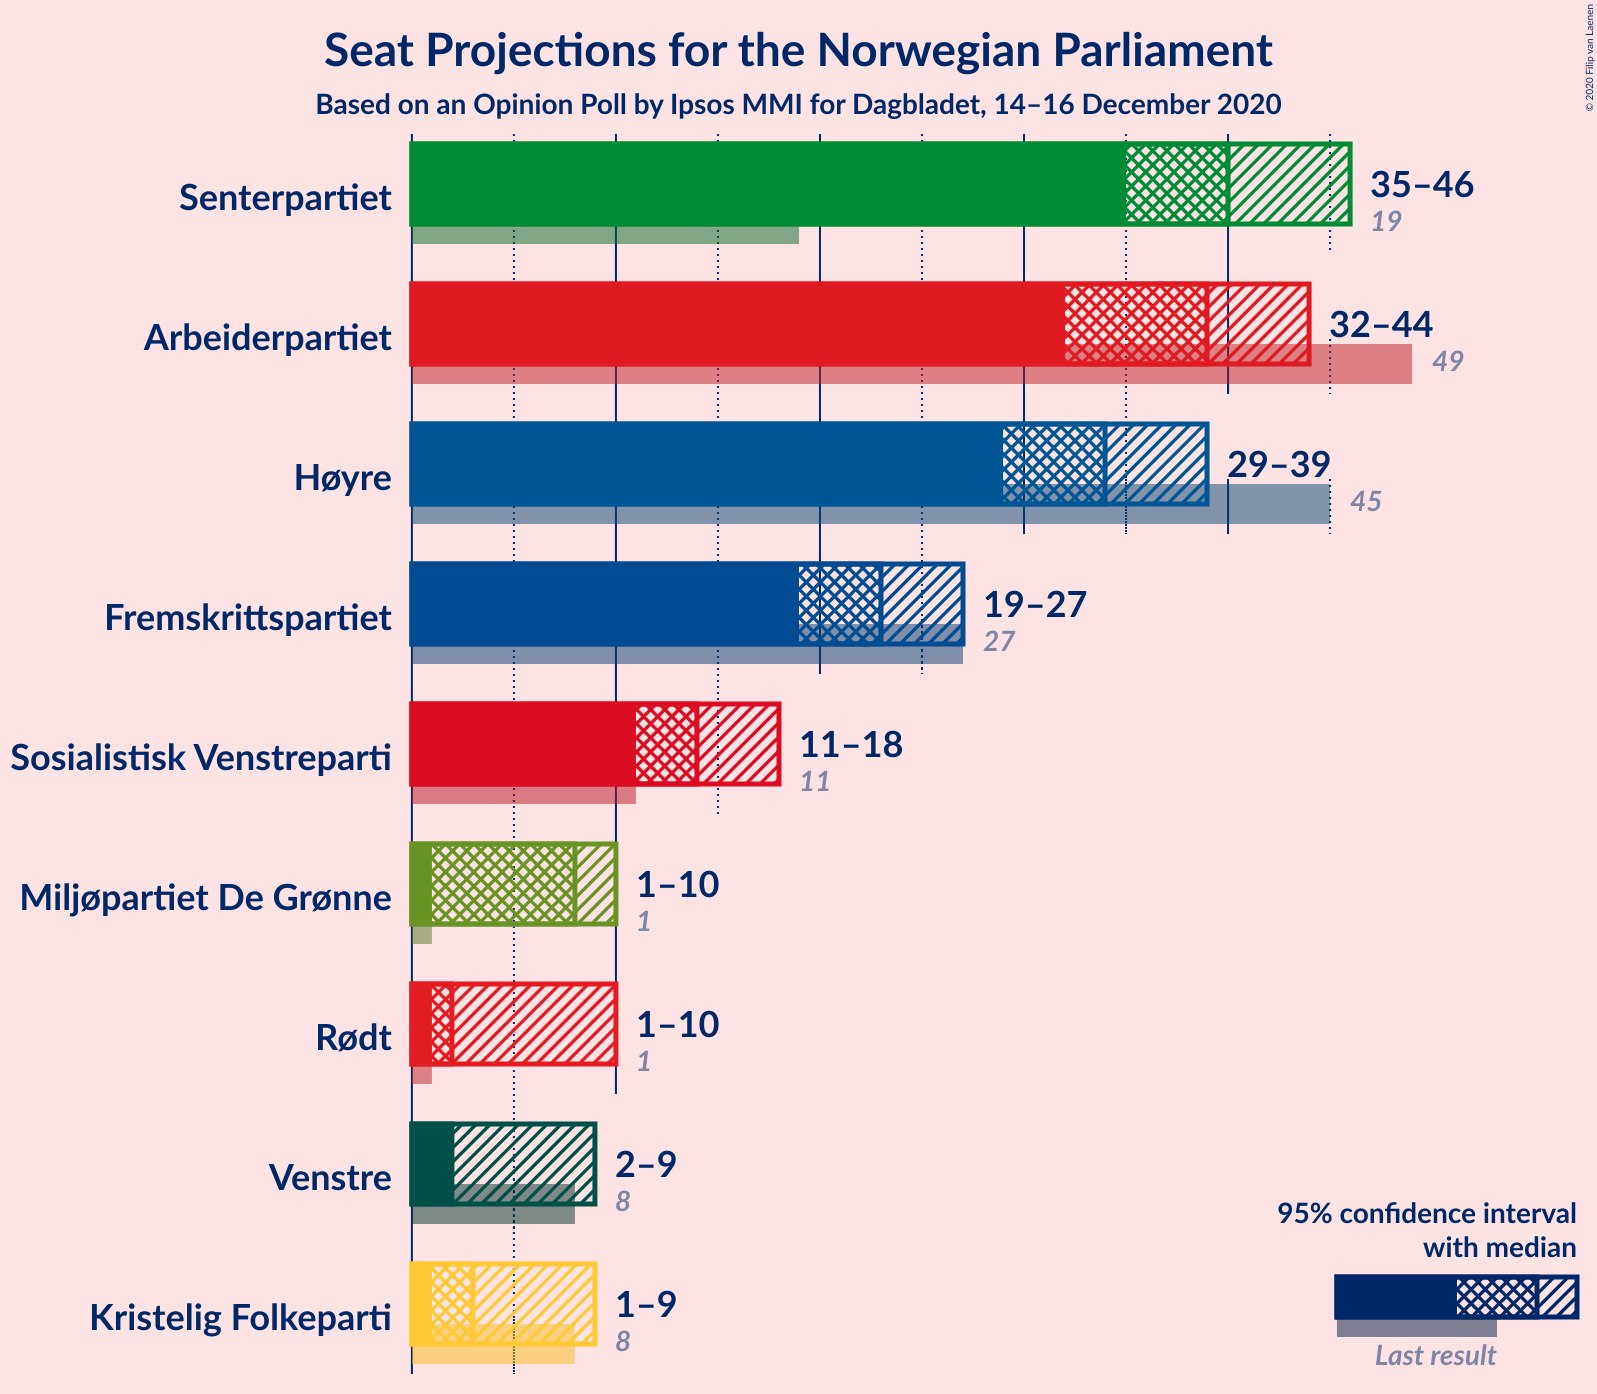 Seat Projections for the Norwegian Parliament
Based on an Opinion Poll by Ipsos MMI for Dagbladet, 14–16 December 2020
© 2020 Filip van Laenen
Senterpartiet
35–46
19
Arbeiderpartiet
32–44
49
Høyre
29–39
45
Fremskrittspartiet
19–27
27
Sosialistisk Venstreparti
11–18
11
Miljøpartiet De Grønne
1–10
1
Rødt
1–10
1
Venstre
2–9
8
Kristelig Folkeparti
1–9
8
95% confidence interval
with median
Last result